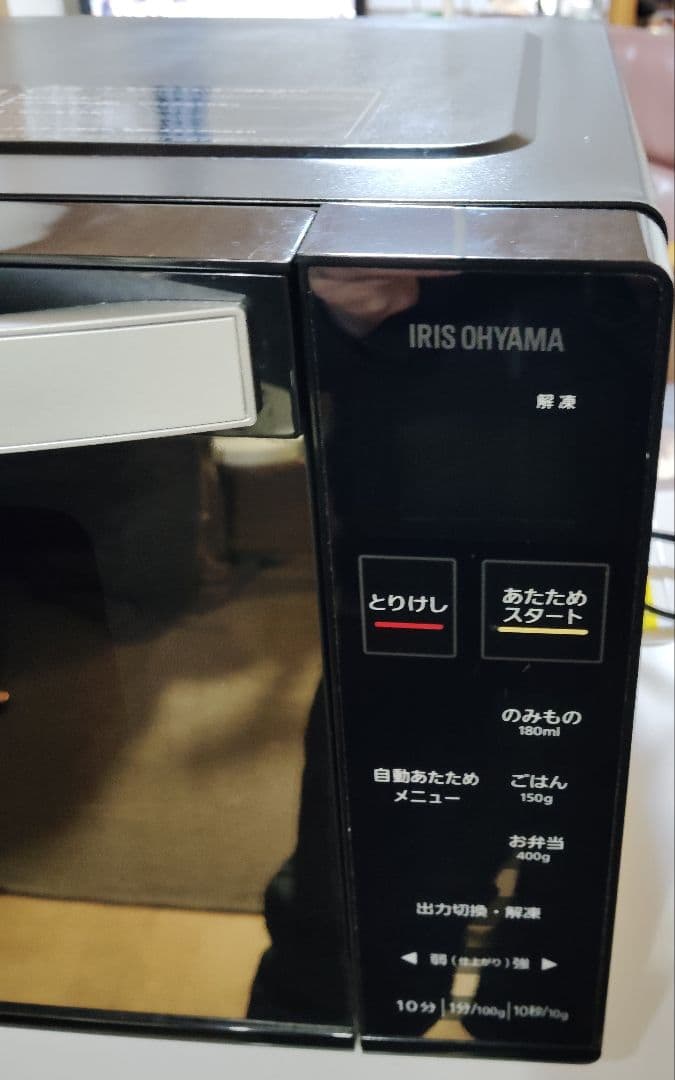 IRIS OHYAMA
解凍
とりけし
あたため
スタート
のみもの
180ml
自動あたため
メニュー
ごはん
150g
お弁当
400g
出力切換・解凍
◀ 弱(仕上がり)強 ▶
10分|1分/100g|10秒/10g